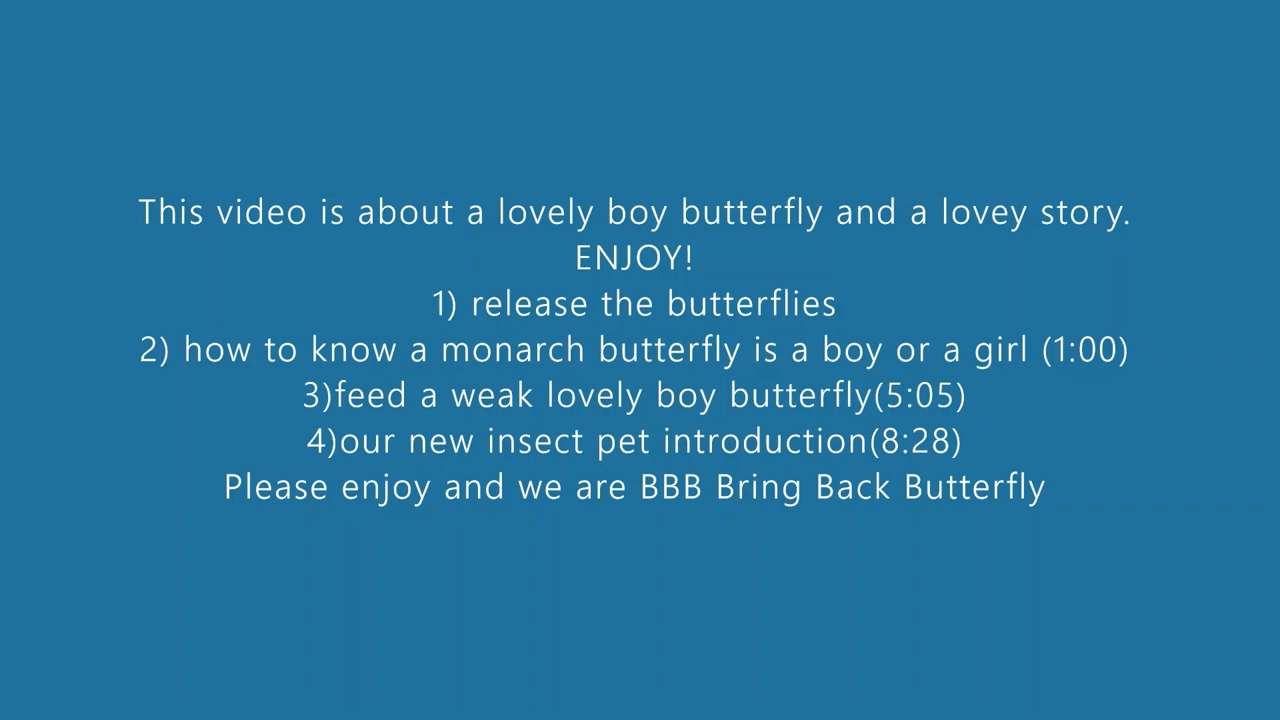 This video is about a lovely boy butterfly and a lovey story.
ENJOY!
1) release the butterflies
2) how to know a monarch butterfly is a boy or a girl (1:00)
3)feed a weak lovely boy butterfly(5:05)
4)our new insect pet introduction(8:28)
Please enjoy and we are BBB Bring Back Butterfly